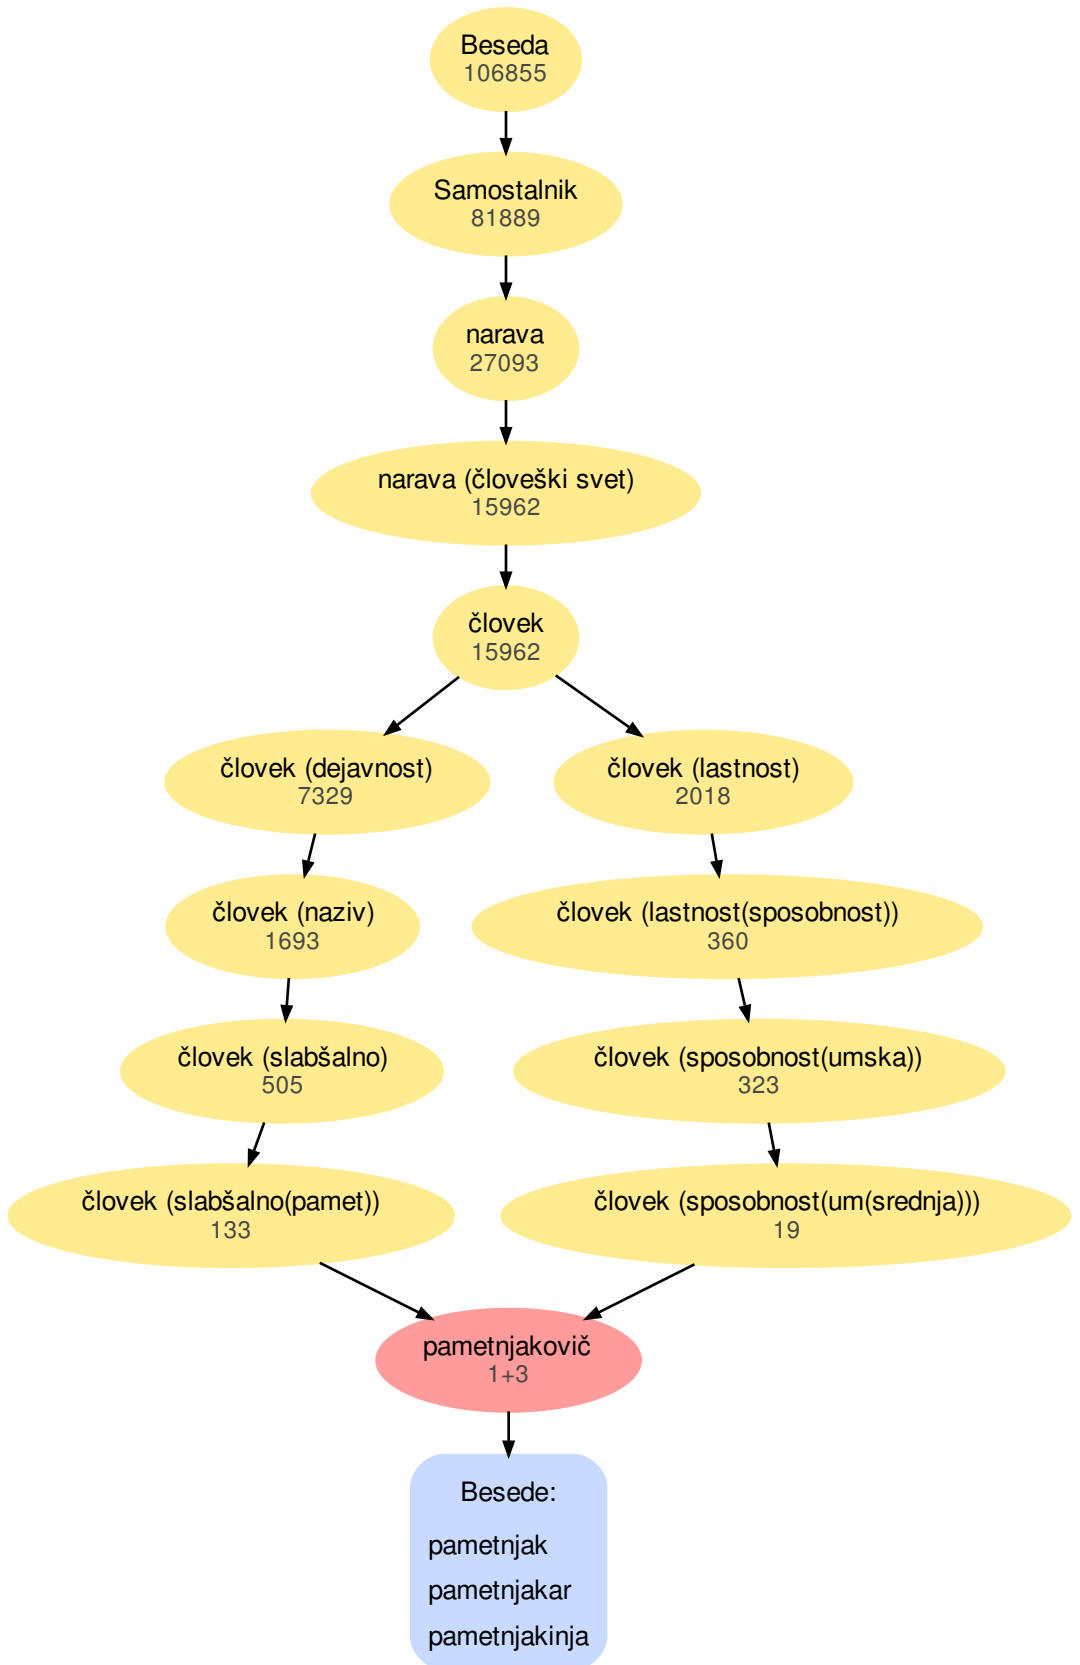 Beseda
106855
Samostalnik
81889
narava
27093
narava (človeški svet)
15962
človek
15962
človek (dejavnost)
7329
človek (lastnost)
2018
človek (naziv)
1693
človek (lastnost(sposobnost))
360
človek (slabšalno)
505
človek (sposobnost(umska))
323
človek (slabšalno(pamet))
133
človek (sposobnost(um(srednja)))
19
pametnjakovič
1+3
Besede:
pametnjak
pametnjakar
pametnjakinja